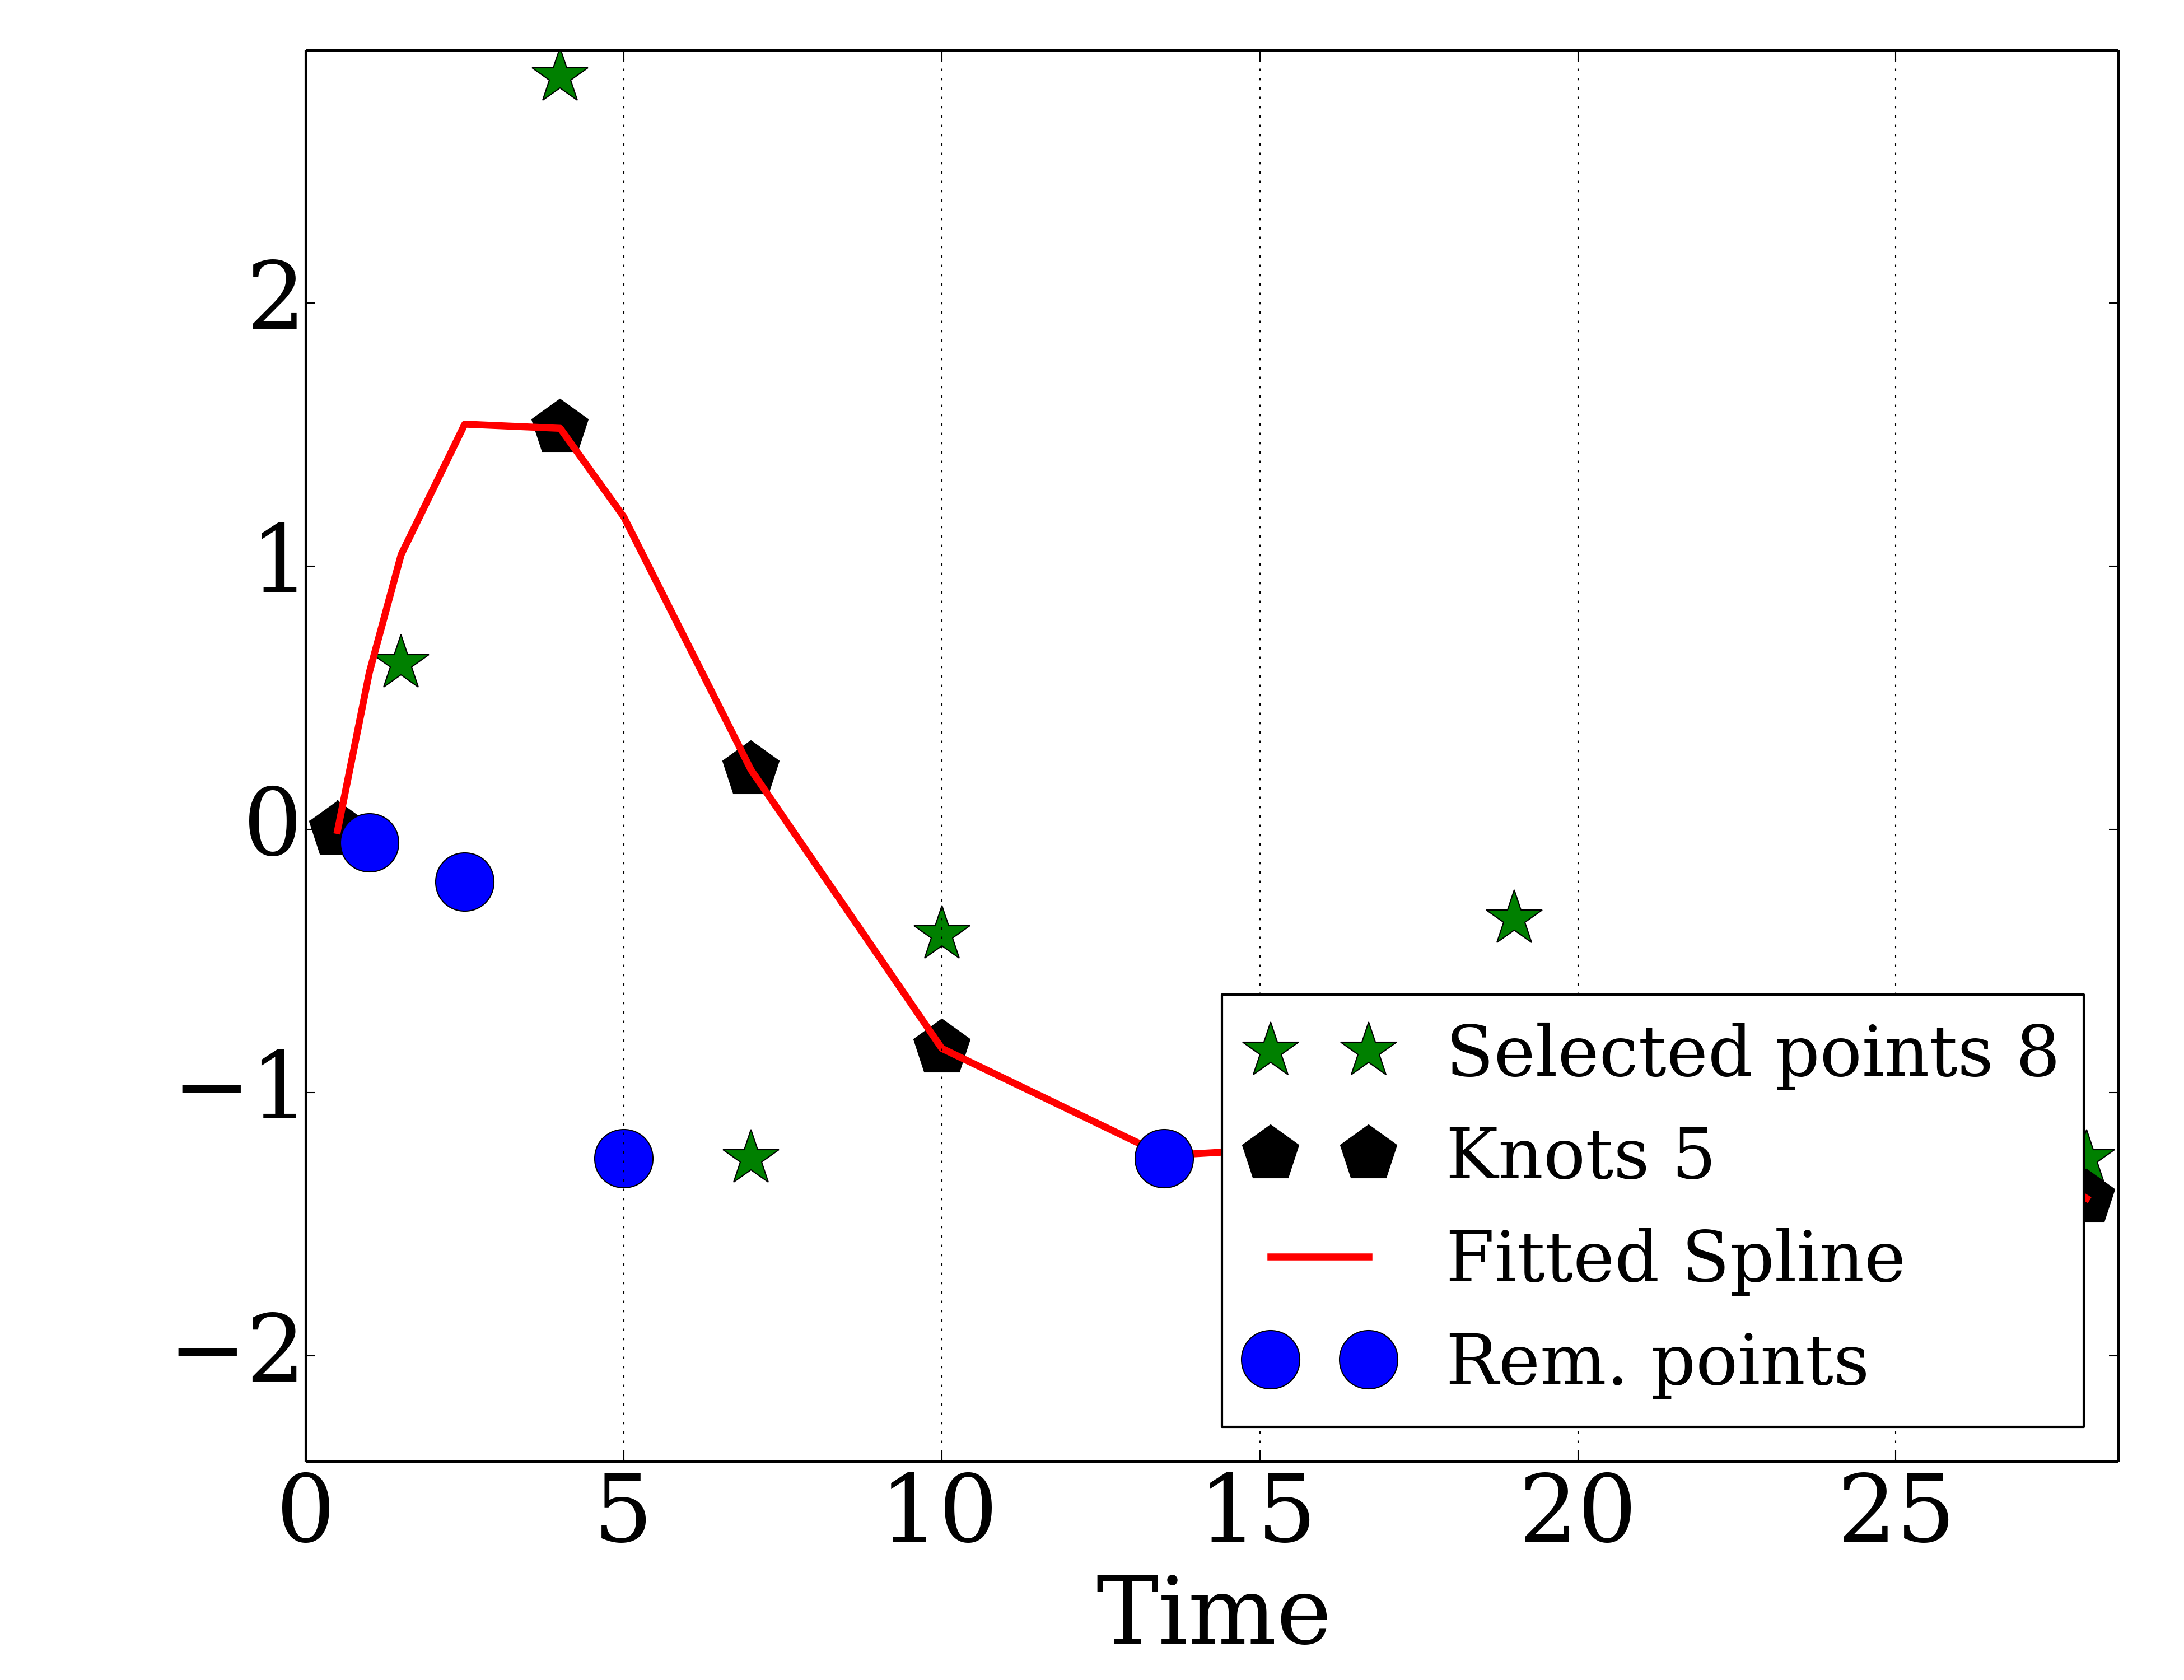 2
1
0
−1
−2
Selected points 8
Knots 5
Fitted Spline
Rem. points
0 5 10 15 20 25
Time